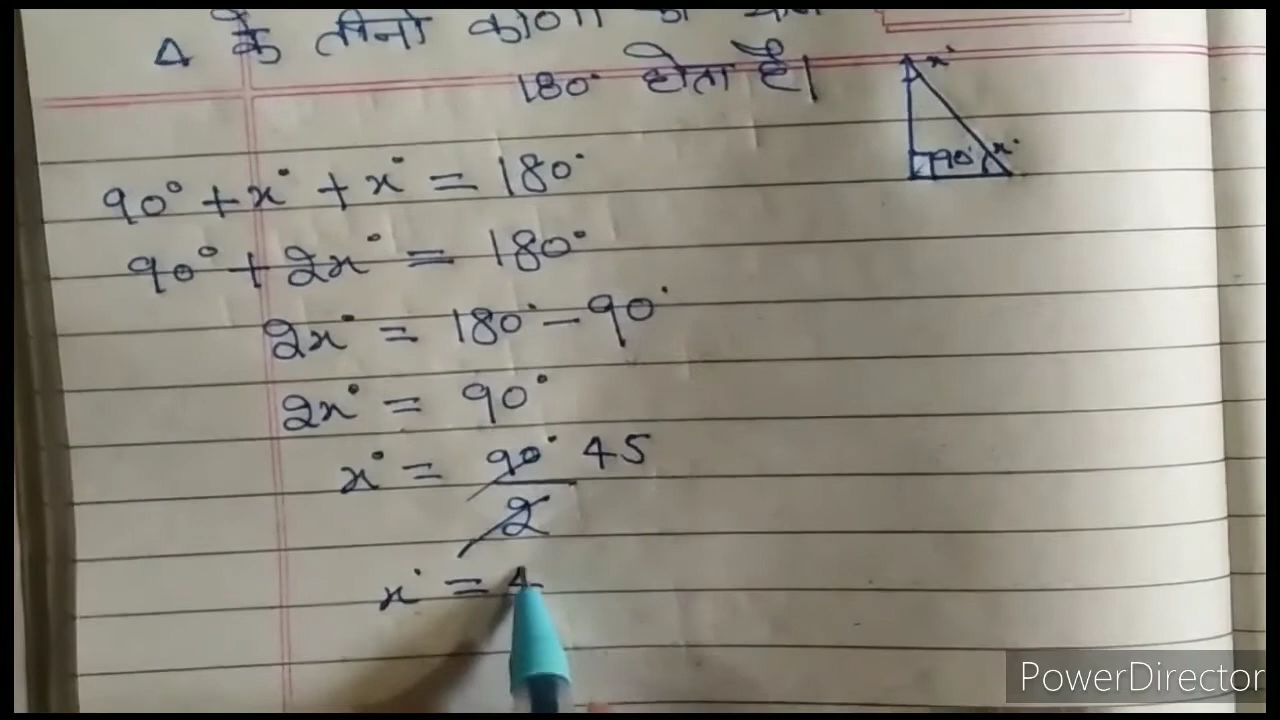 Δ के तीनो कोणों का योग
180° होता है।
x°
90° x°
90° + x° + x° = 180°
90° + 2x° = 180°
2x° = 180° - 90°
2x° = 90°
x° = 90° 45
2
x° = 4
PowerDirector